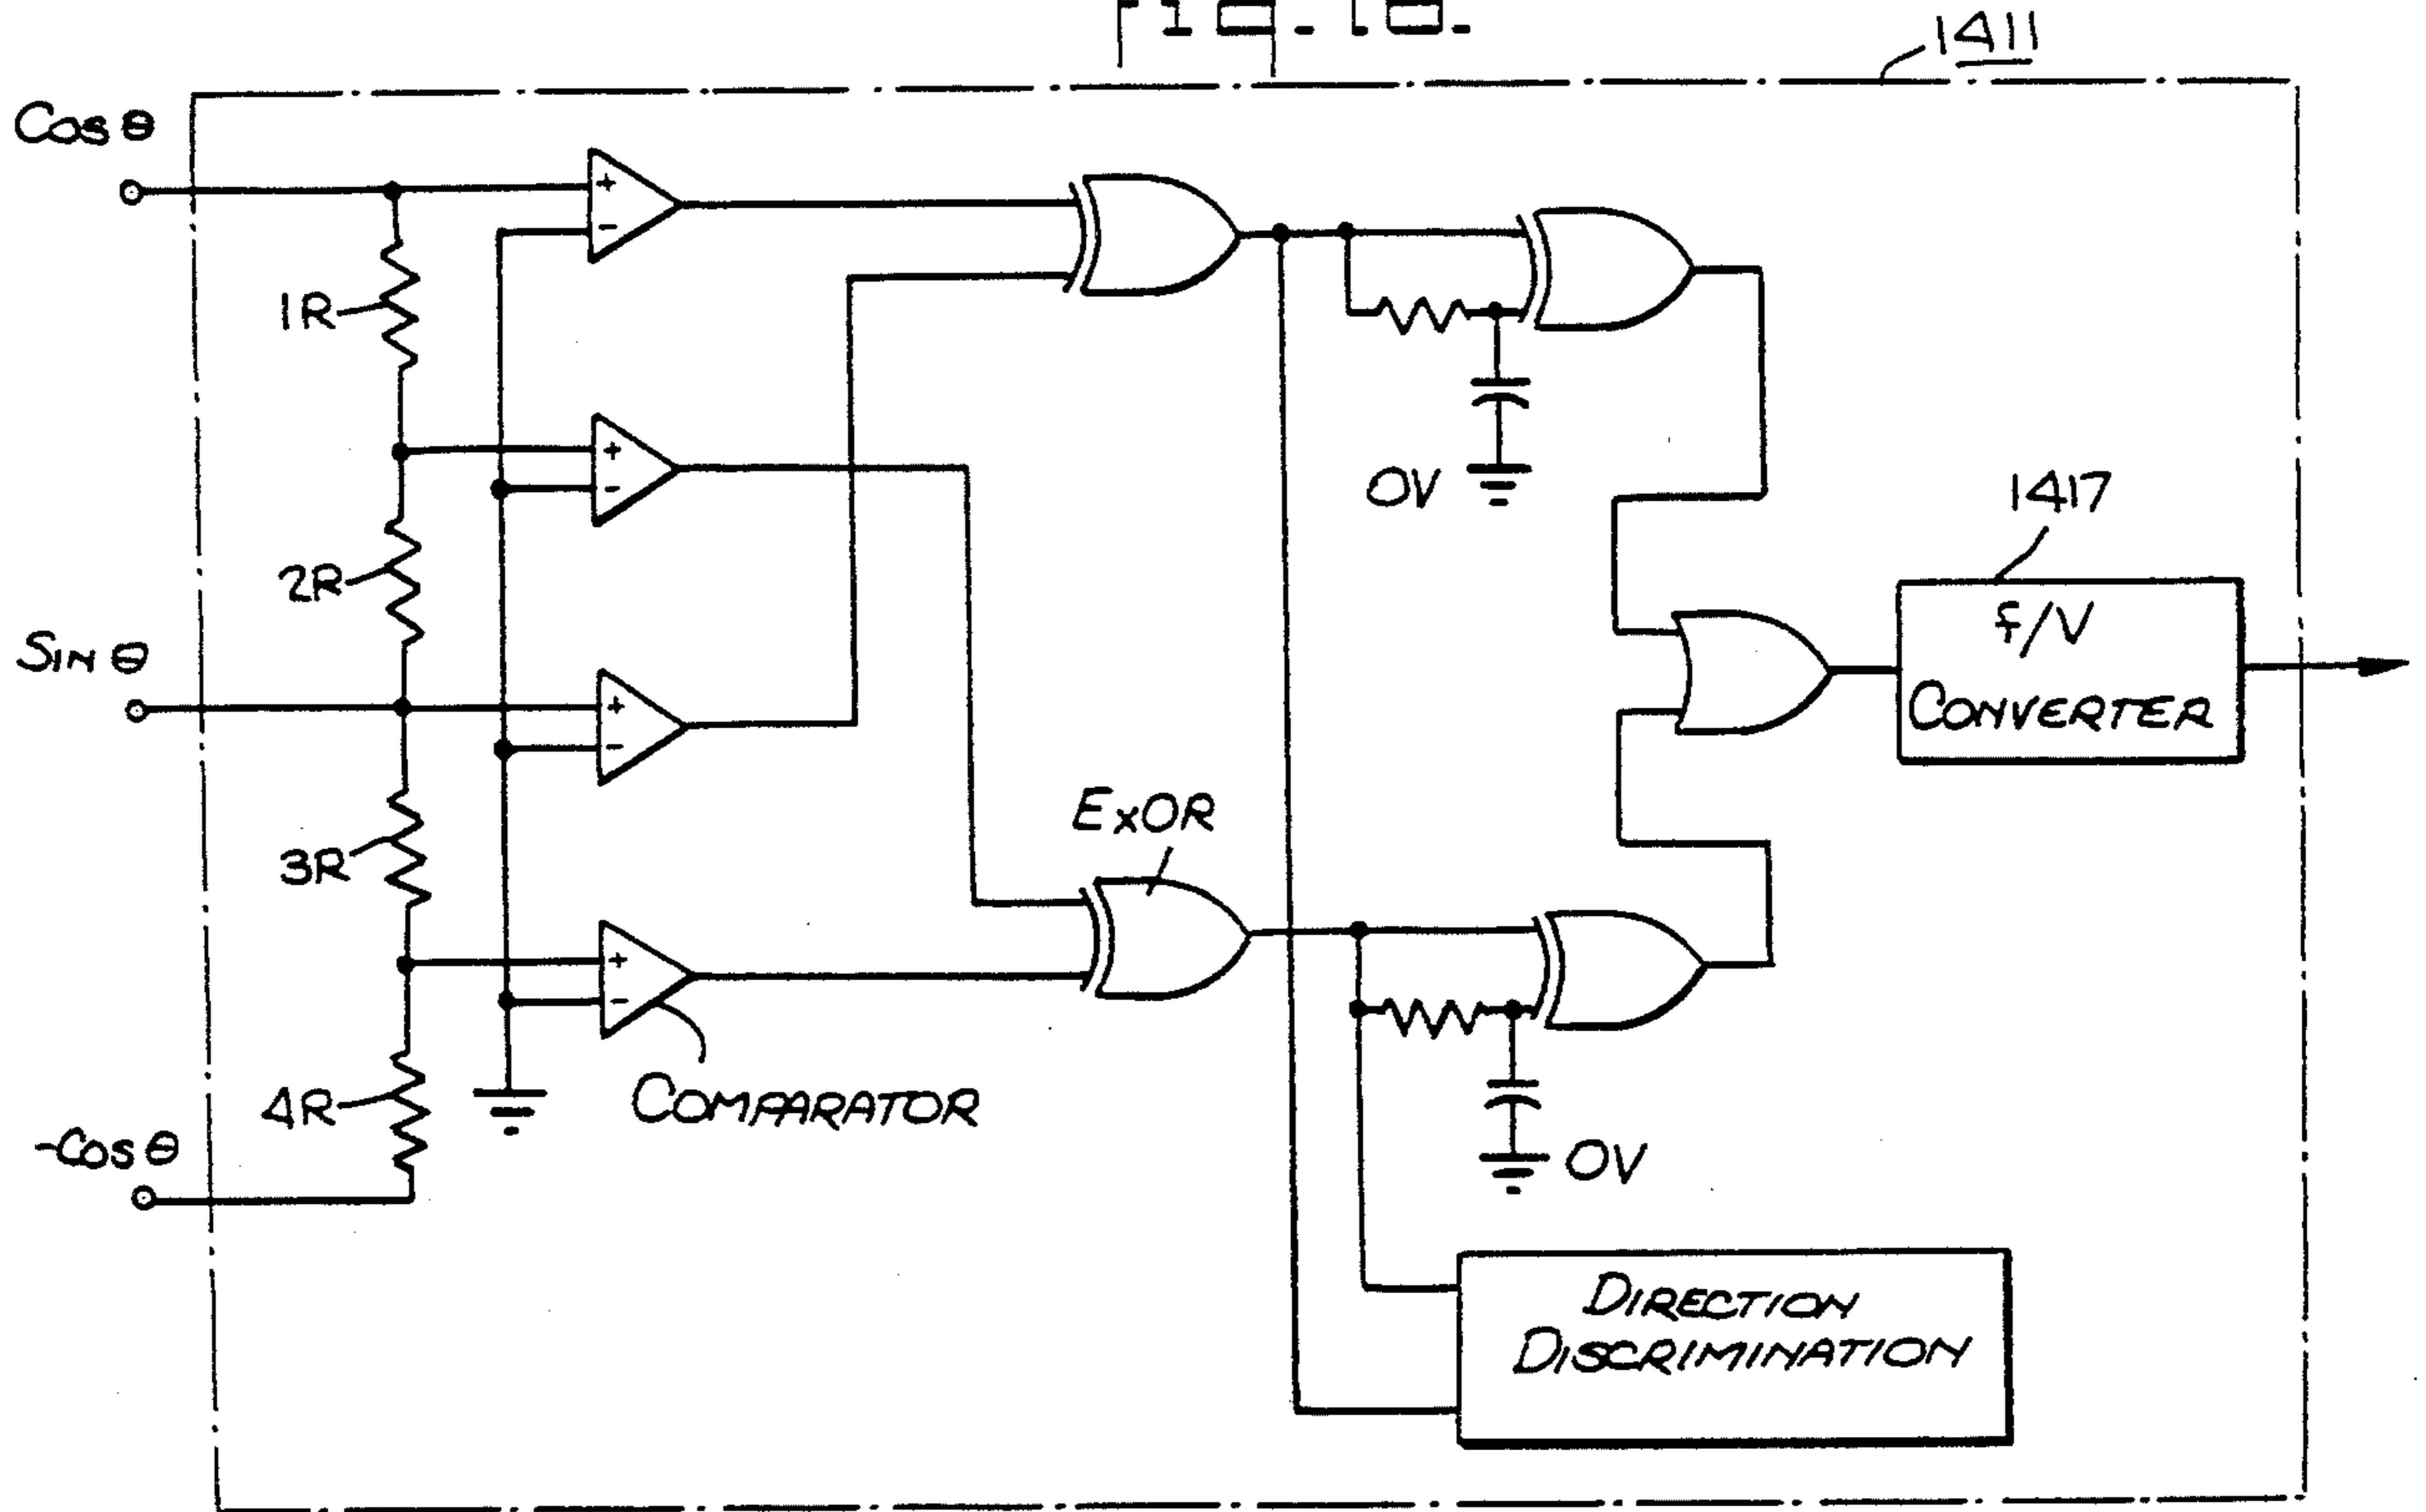 1411
Cos θ
+
-
1R
+
-
0V
1417
2R
f/V
CONVERTER
SIN θ
+
-
ExOR
3R
+
-
4R
COMPARATOR
-COS θ
0V
DIRECTION
DISCRIMINATION